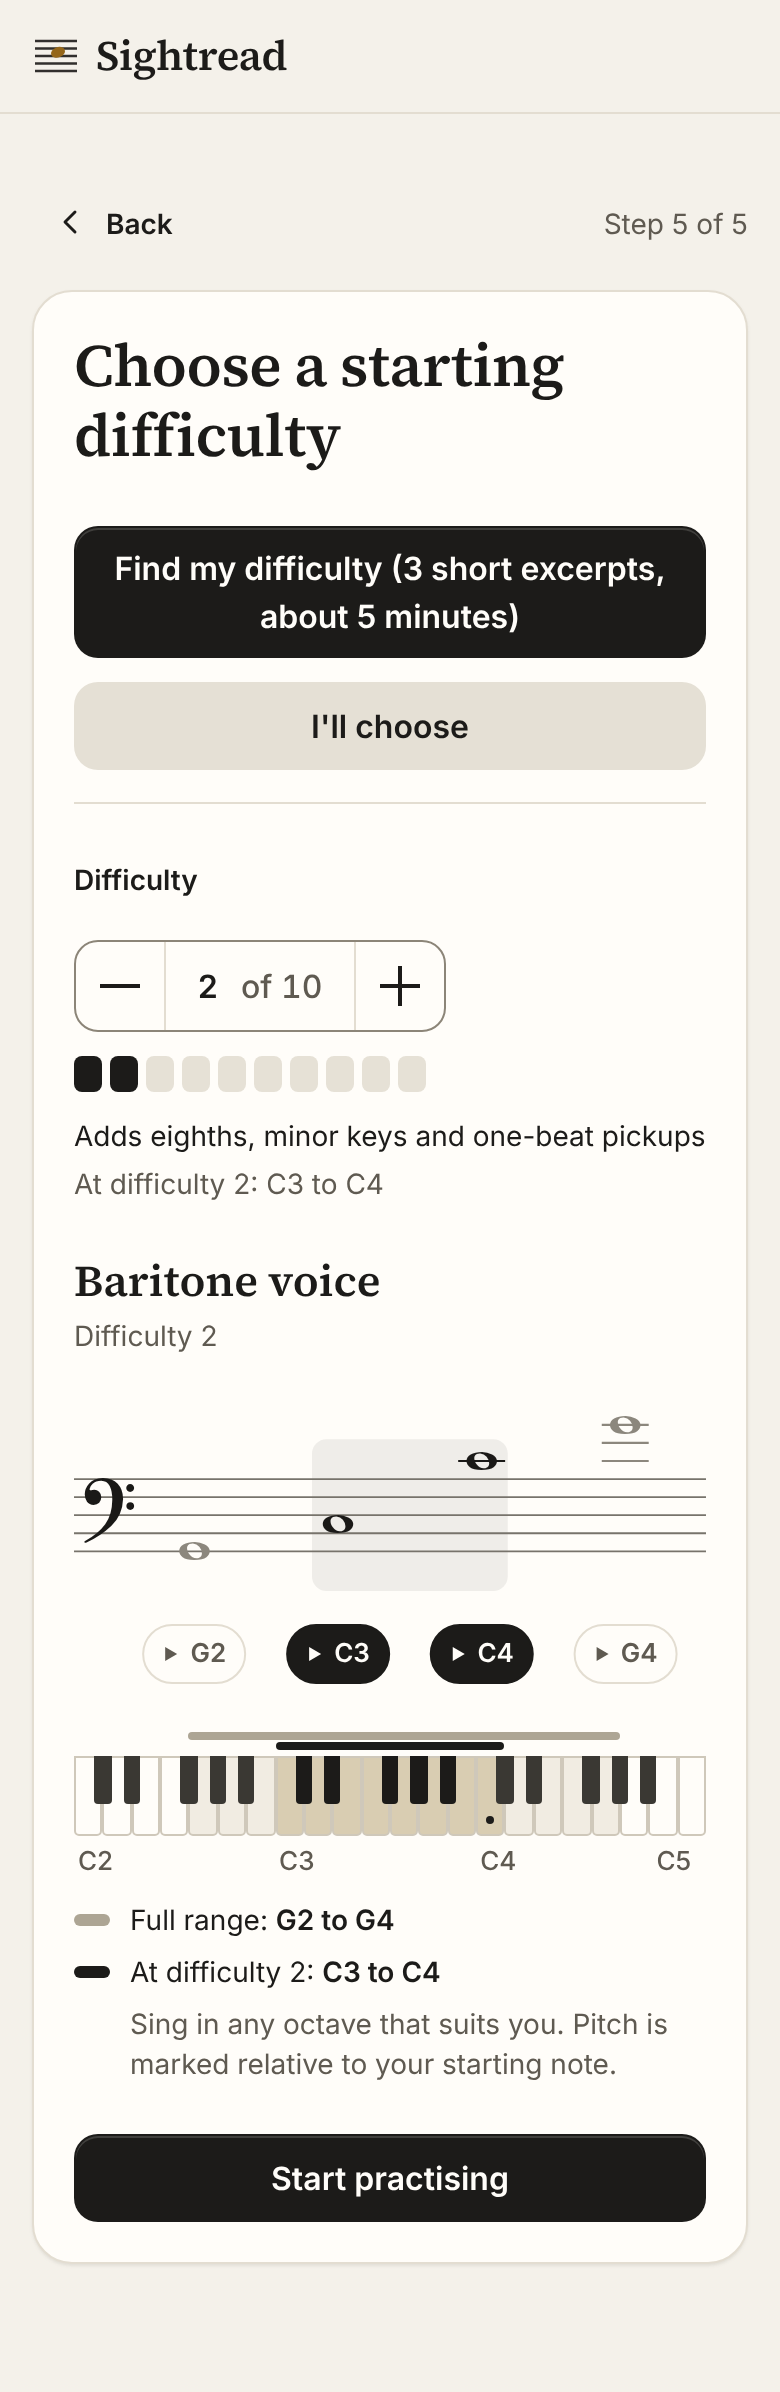 Sightread
Back
Step 5 of 5
Choose a starting
difficulty
Find my difficulty (3 short excerpts,
about 5 minutes)
I'll choose
Difficulty
2 of 10
Adds eighths, minor keys and one-beat pickups
At difficulty 2: C3 to C4
Baritone voice
Difficulty 2
G2 C3 C4 G4
C2 C3 C4 C5
Full range: G2 to G4
At difficulty 2: C3 to C4
Sing in any octave that suits you. Pitch is
marked relative to your starting note.
Start practising